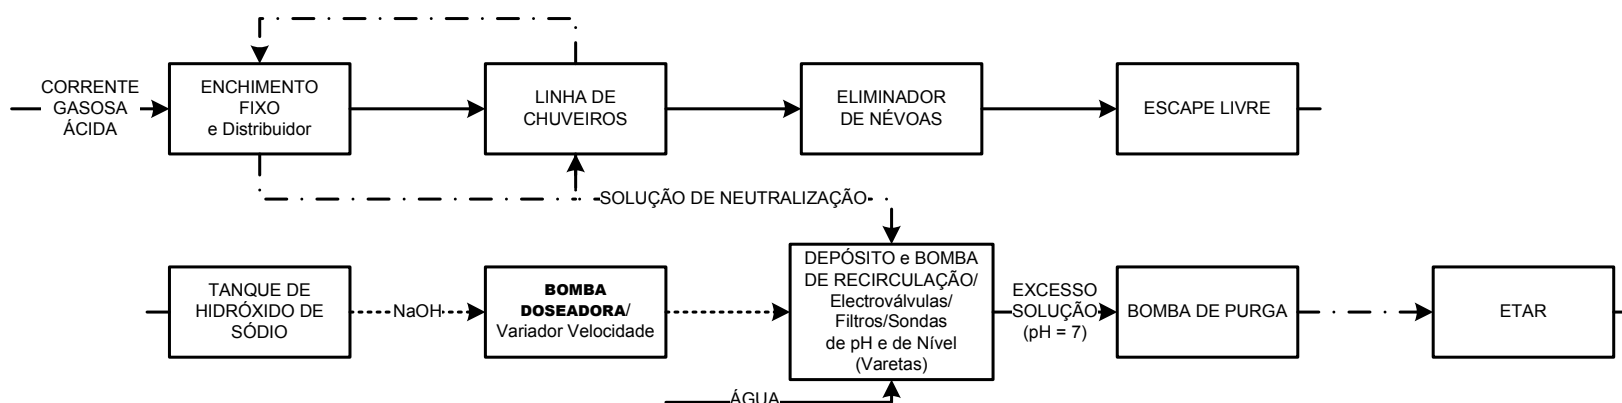 CORRENTE
GASOSA
ÁCIDA
ENCHIMENTO
FIXO
e Distribuidor
LINHA DE
CHUVEIROS
ELIMINADOR
DE NÉVOAS
ESCAPE LIVRE
SOLUÇÃO DE NEUTRALIZAÇÃO
TANQUE DE
HIDRÓXIDO DE
SÓDIO
NaOH
BOMBA
DOSEADORA/
Variador Velocidade
DEPÓSITO e BOMBA
DE RECIRCULAÇÃO/
Electroválvulas/
Filtros/Sondas
de pH e de Nível
(Varetas)
EXCESSO
SOLUÇÃO
(pH = 7)
BOMBA DE PURGA
ETAR
ÁGUA